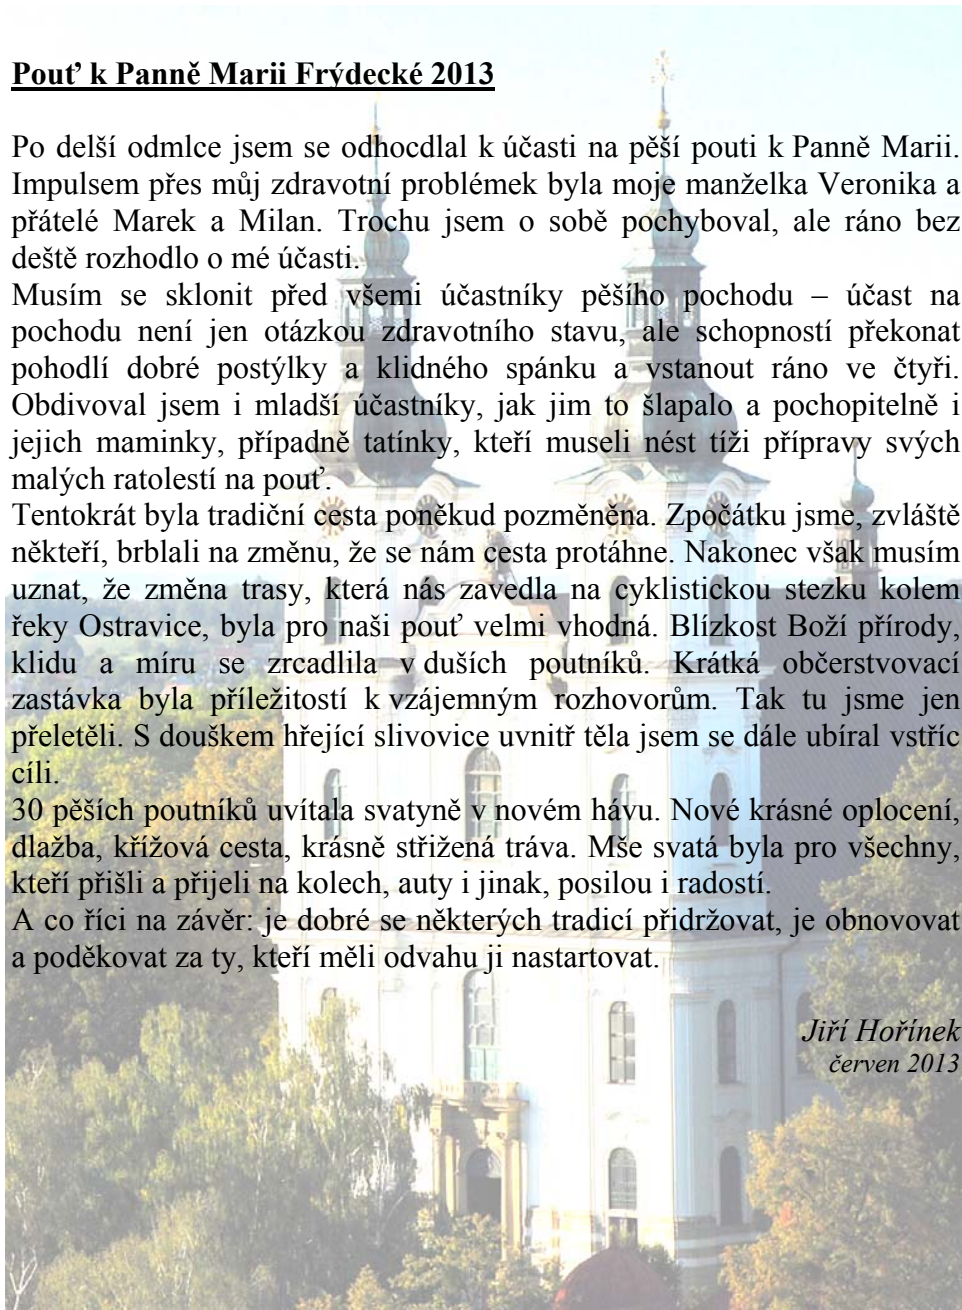 Pouť k Panně Marii Frýdecké 2013
Po delší odmlce jsem se odhocdlal k účasti na pěší pouti k Panně Marii.
Impulsem přes můj zdravotní problémek byla moje manželka Veronika a
přátelé Marek a Milan. Trochu jsem o sobě pochyboval, ale ráno bez
deště rozhodlo o mé účasti.
Musím se sklonit před všemi účastníky pěšího pochodu – účast na
pochodu není jen otázkou zdravotního stavu, ale schopností překonat
pohodlí dobré postýlky a klidného spánku a vstanout ráno ve čtyři.
Obdivoval jsem i mladší účastníky, jak jim to šlapalo a pochopitelně i
jejich maminky, případně tatínky, kteří museli nést tíži přípravy svých
malých ratolestí na pouť.
Tentokrát byla tradiční cesta poněkud pozměněna. Zpočátku jsme, zvláště
někteří, brblali na změnu, že se nám cesta protáhne. Nakonec však musím
uznat, že změna trasy, která nás zavedla na cyklistickou stezku kolem
řeky Ostravice, byla pro naši pouť velmi vhodná. Blízkost Boží přírody,
klidu a míru se zrcadlila v duších poutníků. Krátká občerstvovací
zastávka byla příležitostí k vzájemným rozhovorům. Tak tu jsme jen
přeletěli. S douškem hřející slivovice uvnitř těla jsem se dále ubíral vstříc
cíli.
30 pěších poutníků uvítala svatyně v novém hávu. Nové krásné oplocení,
dlažba, křížová cesta, krásně střižená tráva. Mše svatá byla pro všechny,
kteří přišli a přijeli na kolech, auty i jinak, posilou i radostí.
A co říci na závěr: je dobré se některých tradicí přidržovat, je obnovovat
a poděkovat za ty, kteří měli odvahu ji nastartovat.
Jiří Hořínek
červen 2013